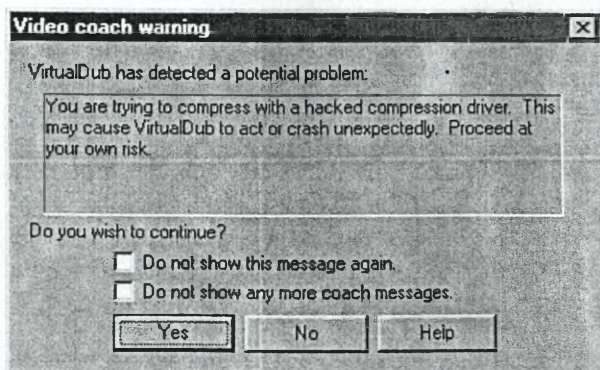 Video coach warning
VirtualDub has detected a potential problem:
You are trying to compress with a hacked compression driver. This
may cause VirtualDub to act or crash unexpectedly. Proceed at
your own risk.
Do you wish to continue?
Do not show this message again.
Do not show any more coach messages.
Yes No Help